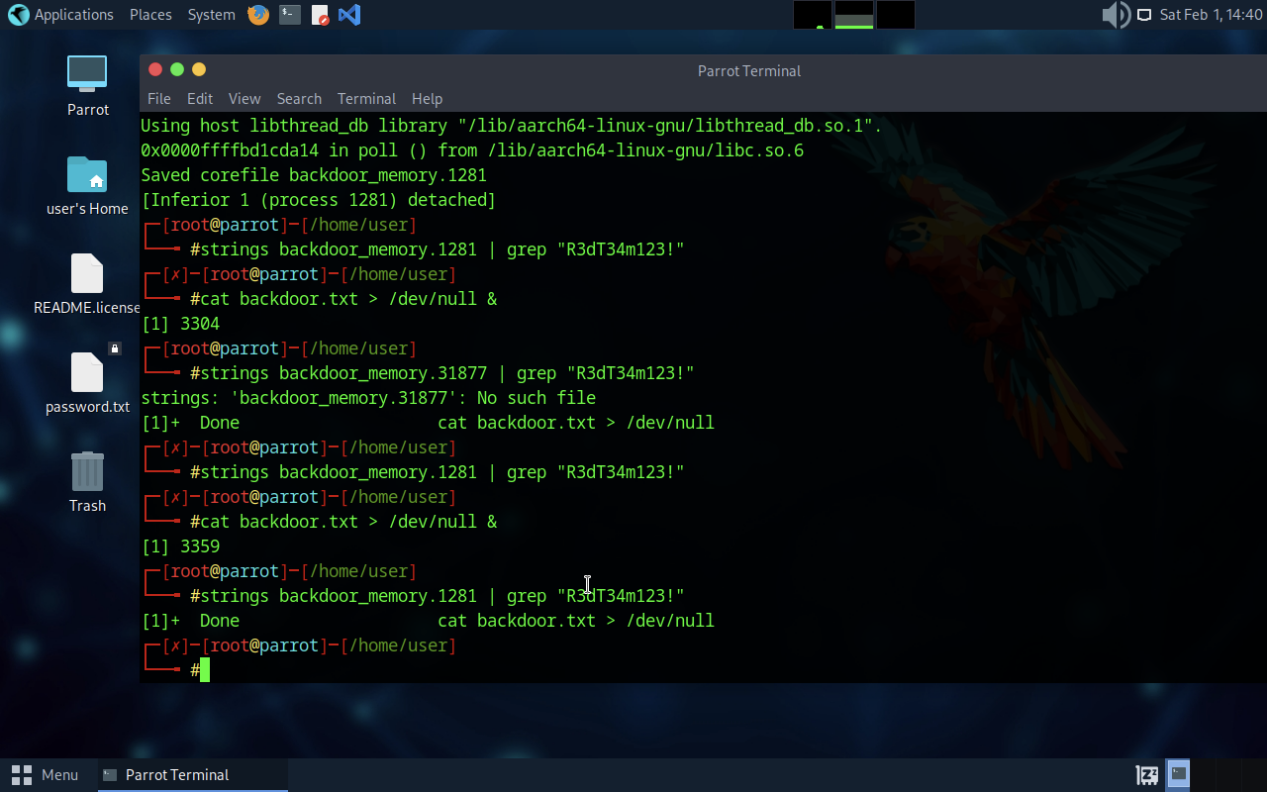 Applications Places System
Sat Feb 1, 14:40
Parrot
user's Home
README.license
password.txt
Trash
Parrot Terminal
File Edit View Search Terminal Help
Using host libthread_db library "/lib/aarch64-linux-gnu/libthread_db.so.1".
0x0000ffffbd1cda14 in poll () from /lib/aarch64-linux-gnu/libc.so.6
Saved corefile backdoor_memory.1281
[Inferior 1 (process 1281) detached]
┌─[root@parrot]─[/home/user]
└──╼ #strings backdoor_memory.1281 | grep "R3dT34m123!"
┌─[✗]─[root@parrot]─[/home/user]
└──╼ #cat backdoor.txt > /dev/null &
[1] 3304
┌─[root@parrot]─[/home/user]
└──╼ #strings backdoor_memory.31877 | grep "R3dT34m123!"
strings: 'backdoor_memory.31877': No such file
[1]+  Done                    cat backdoor.txt > /dev/null
┌─[✗]─[root@parrot]─[/home/user]
└──╼ #strings backdoor_memory.1281 | grep "R3dT34m123!"
┌─[✗]─[root@parrot]─[/home/user]
└──╼ #cat backdoor.txt > /dev/null &
[1] 3359
┌─[root@parrot]─[/home/user]
└──╼ #strings backdoor_memory.1281 | grep "R3dT34m123!"
[1]+  Done                    cat backdoor.txt > /dev/null
┌─[✗]─[root@parrot]─[/home/user]
└──╼ #
Menu
Parrot Terminal